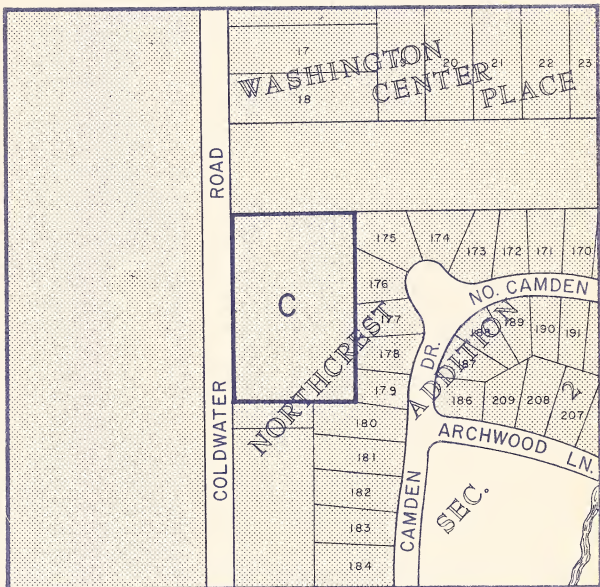 17
18
19
20
21
22
23
WASHINGTON
CENTER
PLACE
ROAD
COLDWATER
C
175
174
173
172
171
170
176
177
178
179
180
181
182
183
184
NO. CAMDEN
DR.
CAMDEN
187
188
189
190
191
186
209
208
207
2
NORTHCREST
ADDITION
SEC.
ARCHWOOD LN.